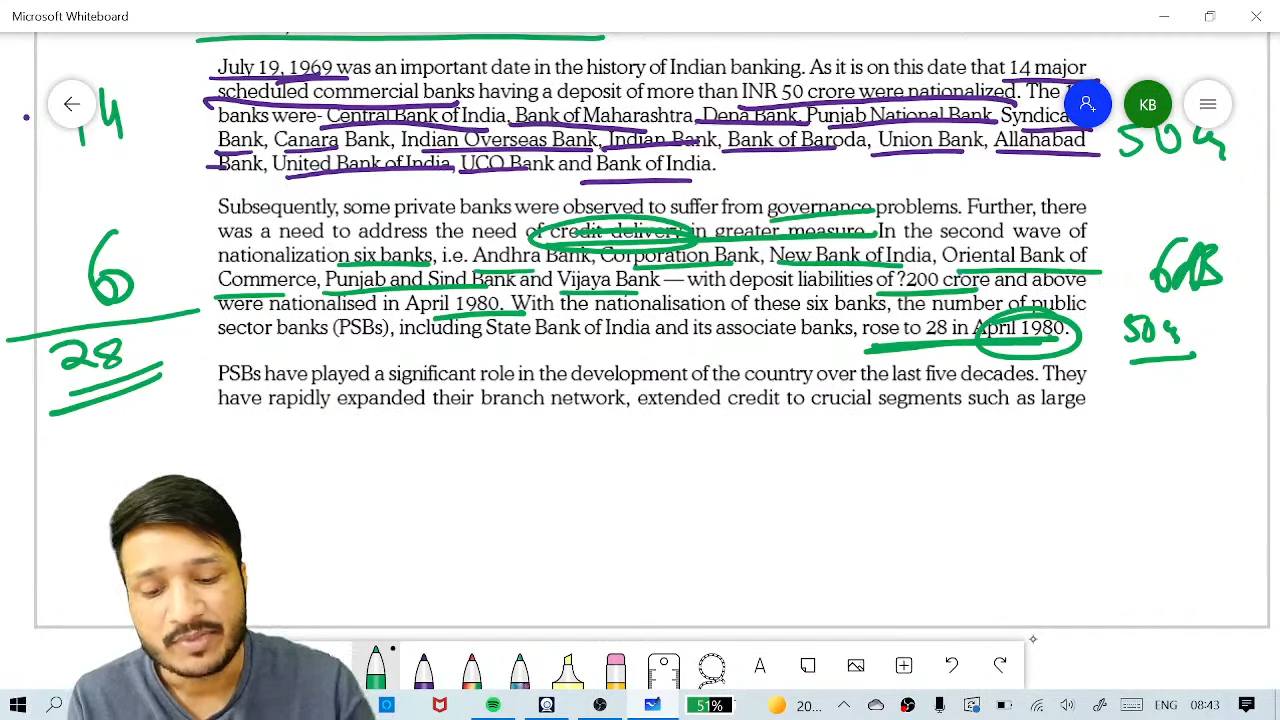 Microsoft Whiteboard
July 19, 1969 was an important date in the history of Indian banking. As it is on this date that 14 major
scheduled commercial banks having a deposit of more than INR 50 crore were nationalized. The
banks were- Central Bank of India, Bank of Maharashtra, Dena Bank, Punjab National Bank, Syndica
Bank, Canara Bank, Indian Overseas Bank, Indian Bank, Bank of Baroda, Union Bank, Allahabad
Bank, United Bank of India, UCO Bank and Bank of India.
14
KB
Subsequently, some private banks were observed to suffer from governance problems. Further, there
was a need to address the need of credit delivery in greater measure. In the second wave of
nationalization six banks, i.e. Andhra Bank, Corporation Bank, New Bank of India, Oriental Bank of
Commerce, Punjab and Sind Bank and Vijaya Bank — with deposit liabilities of ?200 crore and above
were nationalised in April 1980. With the nationalisation of these six banks, the number of public
sector banks (PSBs), including State Bank of India and its associate banks, rose to 28 in April 1980.
6
28
PSBs have played a significant role in the development of the country over the last five decades. They
have rapidly expanded their branch network, extended credit to crucial segments such as large
51%
20...
ENG
08:43